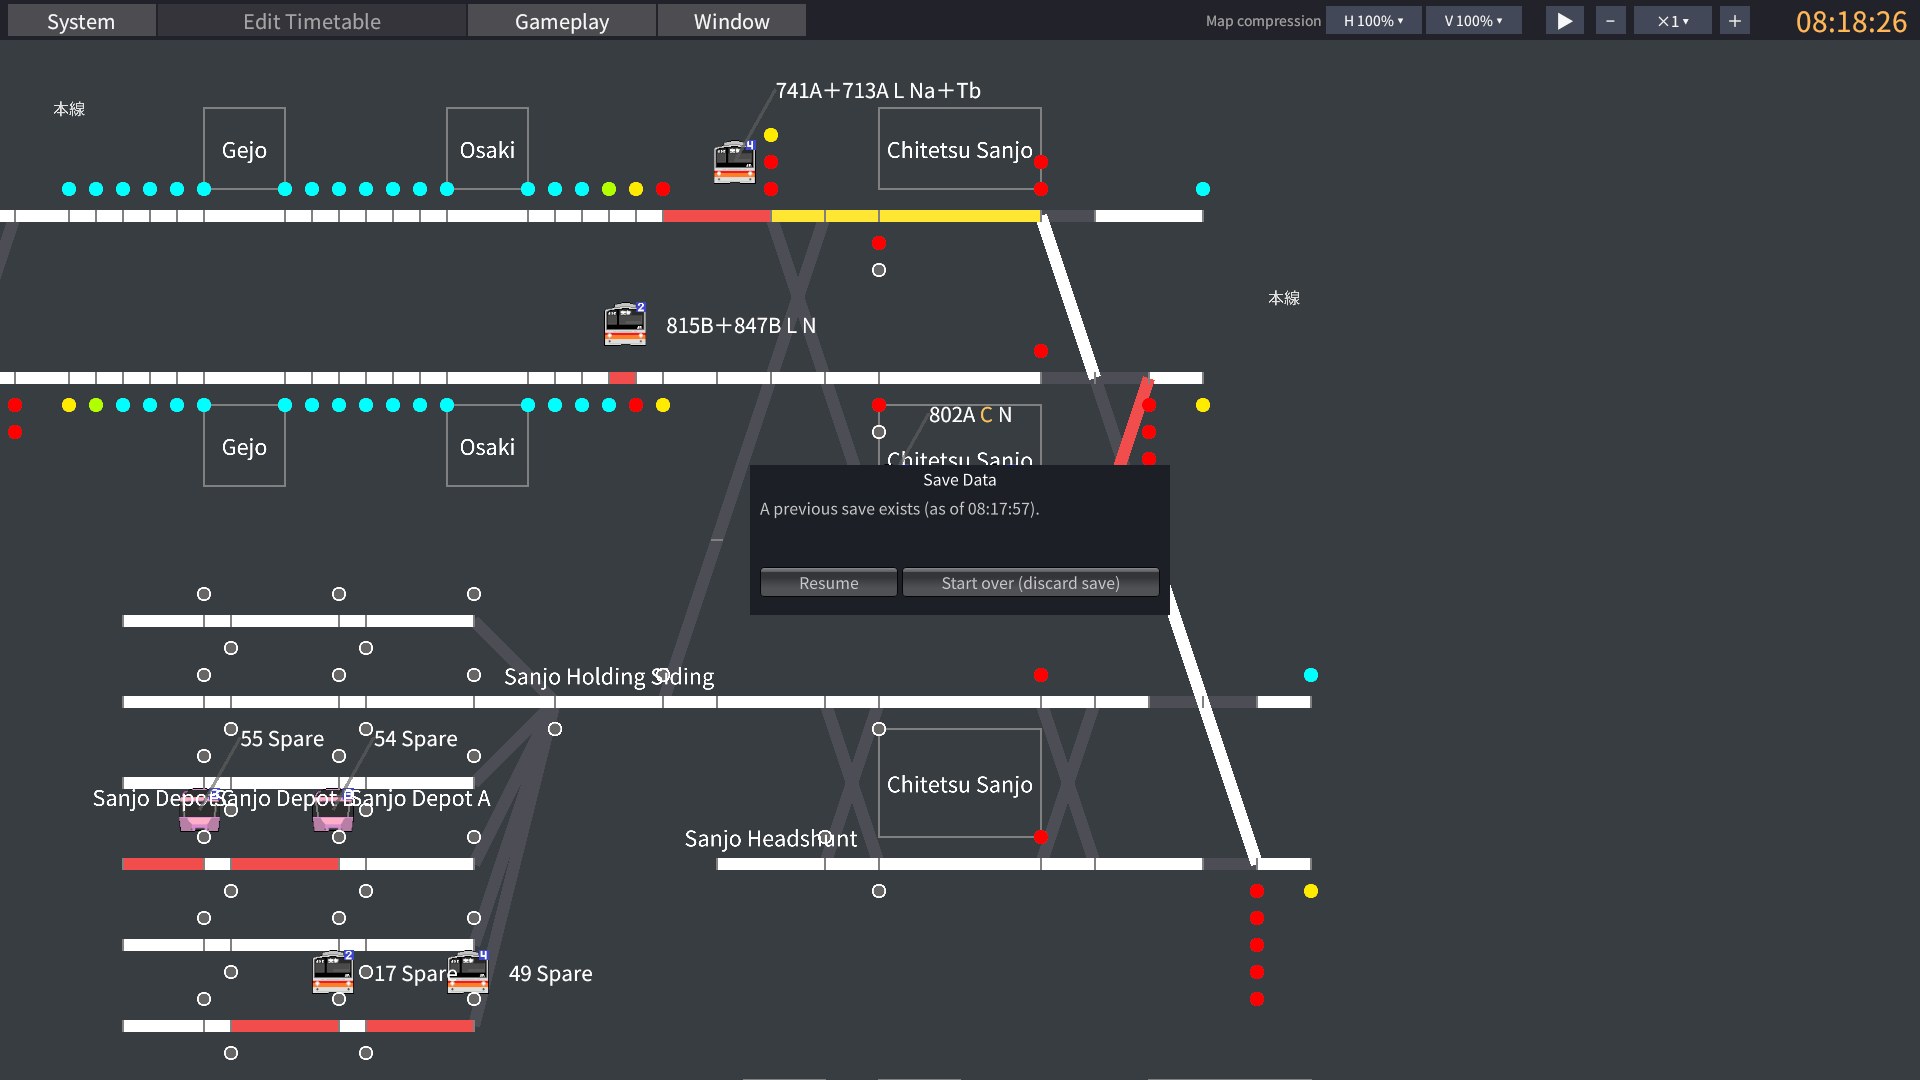 System
Edit Timetable
Gameplay
Window
Map compression
H 100%
V 100%
×1
08:18:26
741A＋713A L Na＋Tb
本線
Gejo
Osaki
Chitetsu Sanjo
本線
815B＋847B L N
802A C N
Gejo
Osaki
Chitetsu Sanjo
Save Data
A previous save exists (as of 08:17:57).
Resume
Start over (discard save)
Sanjo Holding Siding
55 Spare
54 Spare
Sanjo Depot
Sanjo Depot
Sanjo Depot A
Chitetsu Sanjo
Sanjo Headshunt
17 Spare
49 Spare